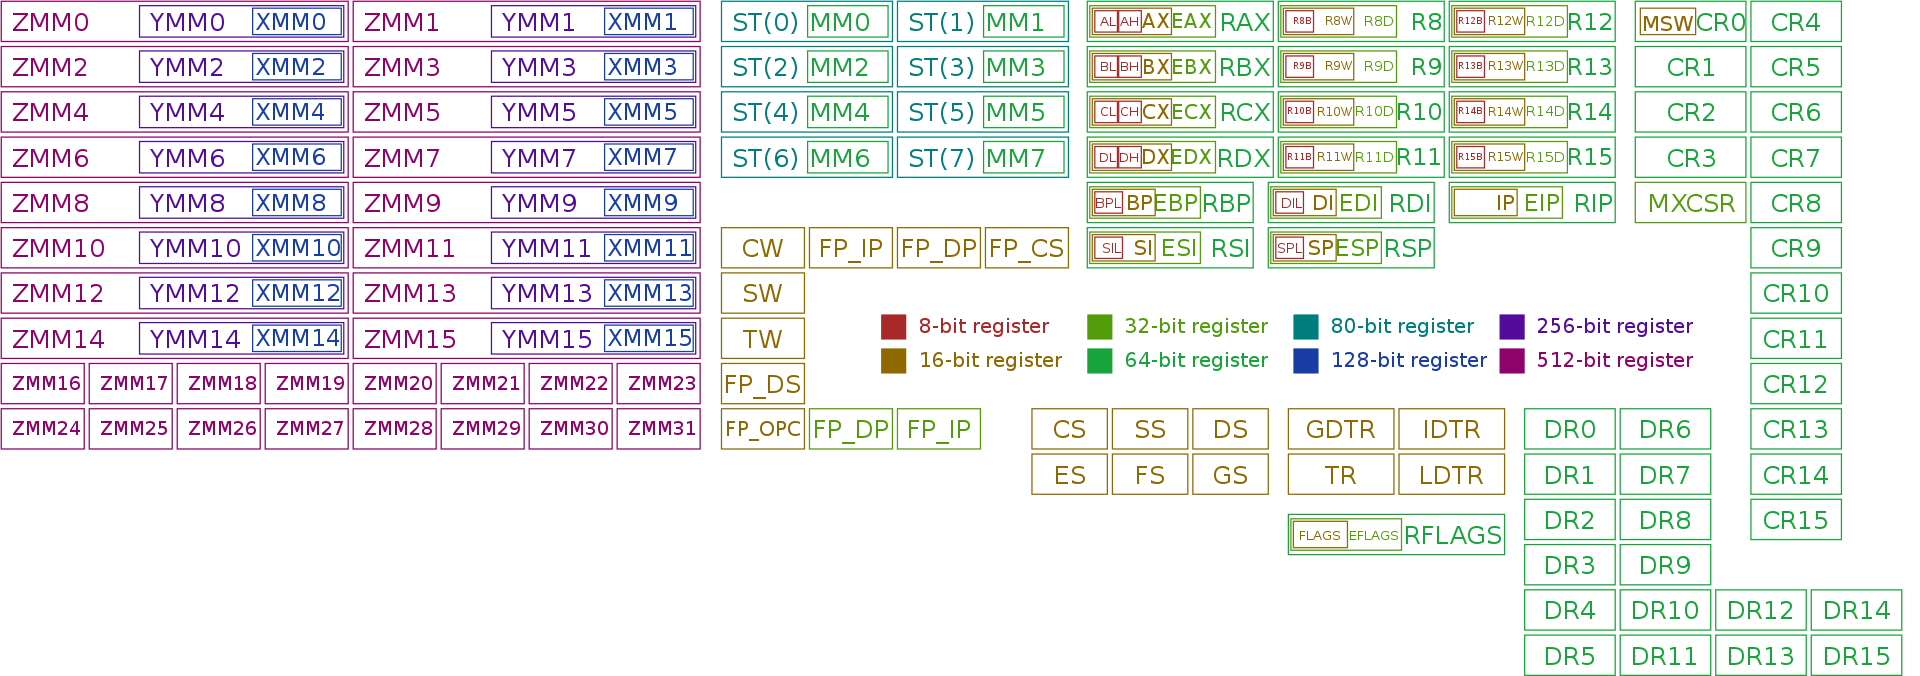 ZMM0 YMM0 XMM0 ZMM1 YMM1 XMM1 ST(0) MM0 ST(1) MM1 AL AH AX EAX RAX R8B R8W R8D R8 R12B R12W R12D R12 MSW CR0 CR4
ZMM2 YMM2 XMM2 ZMM3 YMM3 XMM3 ST(2) MM2 ST(3) MM3 BL BH BX EBX RBX R9B R9W R9D R9 R13B R13W R13D R13 CR1 CR5
ZMM4 YMM4 XMM4 ZMM5 YMM5 XMM5 ST(4) MM4 ST(5) MM5 CL CH CX ECX RCX R10B R10W R10D R10 R14B R14W R14D R14 CR2 CR6
ZMM6 YMM6 XMM6 ZMM7 YMM7 XMM7 ST(6) MM6 ST(7) MM7 DL DH DX EDX RDX R11B R11W R11D R11 R15B R15W R15D R15 CR3 CR7
ZMM8 YMM8 XMM8 ZMM9 YMM9 XMM9 BPL BP EBP RBP DIL DI EDI RDI IP EIP RIP MXCSR CR8
ZMM10 YMM10 XMM10 ZMM11 YMM11 XMM11 CW FP_IP FP_DP FP_CS SIL SI ESI RSI SPL SP ESP RSP CR9
ZMM12 YMM12 XMM12 ZMM13 YMM13 XMM13 SW CR10
ZMM14 YMM14 XMM14 ZMM15 YMM15 XMM15 TW 8-bit register 32-bit register 80-bit register 256-bit register CR11
16-bit register 64-bit register 128-bit register 512-bit register
ZMM16 ZMM17 ZMM18 ZMM19 ZMM20 ZMM21 ZMM22 ZMM23 FP_DS CR12
ZMM24 ZMM25 ZMM26 ZMM27 ZMM28 ZMM29 ZMM30 ZMM31 FP_OPC FP_DP FP_IP CS SS DS GDTR IDTR DR0 DR6 CR13
ES FS GS TR LDTR DR1 DR7 CR14
FLAGS EFLAGS RFLAGS DR2 DR8 CR15
DR3 DR9
DR4 DR10 DR12 DR14
DR5 DR11 DR13 DR15